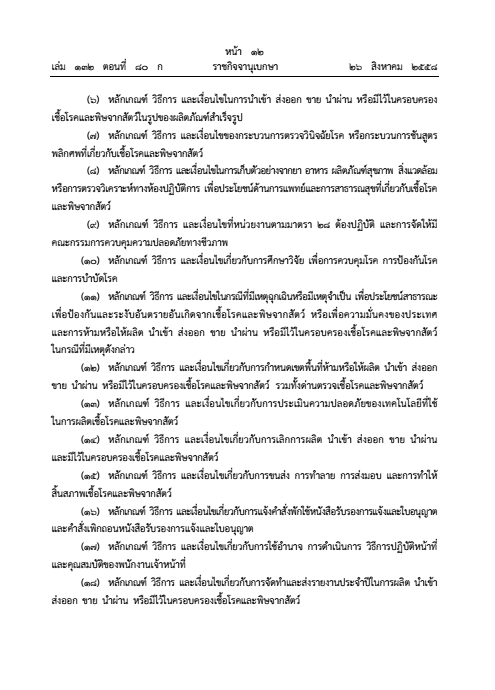 หน้า ๑๒
เล่ม ๑๓๒ ตอนที่ ๘๐ ก ราชกิจจานุเบกษา ๒๖ สิงหาคม ๒๕๕๘
(๖) หลักเกณฑ์ วิธีการ และเงื่อนไขในการนำเข้า ส่งออก ขาย นำผ่าน หรือมีไว้ในครอบครอง
เชื้อโรคและพิษจากสัตว์ในรูปของผลิตภัณฑ์สำเร็จรูป
(๗) หลักเกณฑ์ วิธีการ และเงื่อนไขของกระบวนการตรวจวินิจฉัยโรค หรือกระบวนการชันสูตร
พลิกศพที่เกี่ยวกับเชื้อโรคและพิษจากสัตว์
(๘) หลักเกณฑ์ วิธีการ และเงื่อนไขในการเก็บตัวอย่างจากยา อาหาร ผลิตภัณฑ์สุขภาพ สิ่งแวดล้อม
หรือการตรวจวิเคราะห์ทางห้องปฏิบัติการ เพื่อประโยชน์ด้านการแพทย์และการสาธารณสุขที่เกี่ยวกับเชื้อโรค
และพิษจากสัตว์
(๙) หลักเกณฑ์ วิธีการ และเงื่อนไขที่หน่วยงานตามมาตรา ๒๘ ต้องปฏิบัติ และการจัดให้มี
คณะกรรมการควบคุมความปลอดภัยทางชีวภาพ
(๑๐) หลักเกณฑ์ วิธีการ และเงื่อนไขเกี่ยวกับการศึกษาวิจัย เพื่อการควบคุมโรค การป้องกันโรค
และการบำบัดโรค
(๑๑) หลักเกณฑ์ วิธีการ และเงื่อนไขในกรณีที่มีเหตุฉุกเฉินหรือมีเหตุจำเป็น เพื่อประโยชน์สาธารณะ
เพื่อป้องกันและระงับอันตรายอันเกิดจากเชื้อโรคและพิษจากสัตว์ หรือเพื่อความมั่นคงของประเทศ
และการห้ามหรือให้ผลิต นำเข้า ส่งออก ขาย นำผ่าน หรือมีไว้ในครอบครองเชื้อโรคและพิษจากสัตว์
ในกรณีที่มีเหตุดังกล่าว
(๑๒) หลักเกณฑ์ วิธีการ และเงื่อนไขเกี่ยวกับการกำหนดเขตพื้นที่ห้ามหรือให้ผลิต นำเข้า ส่งออก
ขาย นำผ่าน หรือมีไว้ในครอบครองเชื้อโรคและพิษจากสัตว์ รวมทั้งด่านตรวจเชื้อโรคและพิษจากสัตว์
(๑๓) หลักเกณฑ์ วิธีการ และเงื่อนไขเกี่ยวกับการประเมินความปลอดภัยของเทคโนโลยีที่ใช้
ในการผลิตเชื้อโรคและพิษจากสัตว์
(๑๔) หลักเกณฑ์ วิธีการ และเงื่อนไขเกี่ยวกับการเลิกการผลิต นำเข้า ส่งออก ขาย นำผ่าน
และมีไว้ในครอบครองเชื้อโรคและพิษจากสัตว์
(๑๕) หลักเกณฑ์ วิธีการ และเงื่อนไขเกี่ยวกับการขนส่ง การทำลาย การส่งมอบ และการทำให้
สิ้นสภาพเชื้อโรคและพิษจากสัตว์
(๑๖) หลักเกณฑ์ วิธีการ และเงื่อนไขเกี่ยวกับการแจ้งคำสั่งพักใช้หนังสือรับรองการแจ้งและใบอนุญาต
และคำสั่งเพิกถอนหนังสือรับรองการแจ้งและใบอนุญาต
(๑๗) หลักเกณฑ์ วิธีการ และเงื่อนไขเกี่ยวกับการใช้อำนาจ การดำเนินการ วิธีการปฏิบัติหน้าที่
และคุณสมบัติของพนักงานเจ้าหน้าที่
(๑๘) หลักเกณฑ์ วิธีการ และเงื่อนไขเกี่ยวกับการจัดทำและส่งรายงานประจำปีในการผลิต นำเข้า
ส่งออก ขาย นำผ่าน หรือมีไว้ในครอบครองเชื้อโรคและพิษจากสัตว์